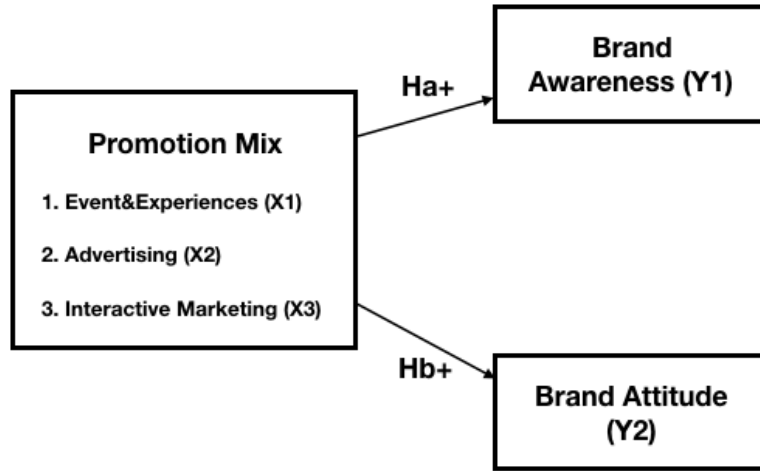 Promotion Mix
1. Event&Experiences (X1)
2. Advertising (X2)
3. Interactive Marketing (X3)
Ha+
Hb+
Brand
Awareness (Y1)
Brand Attitude
(Y2)